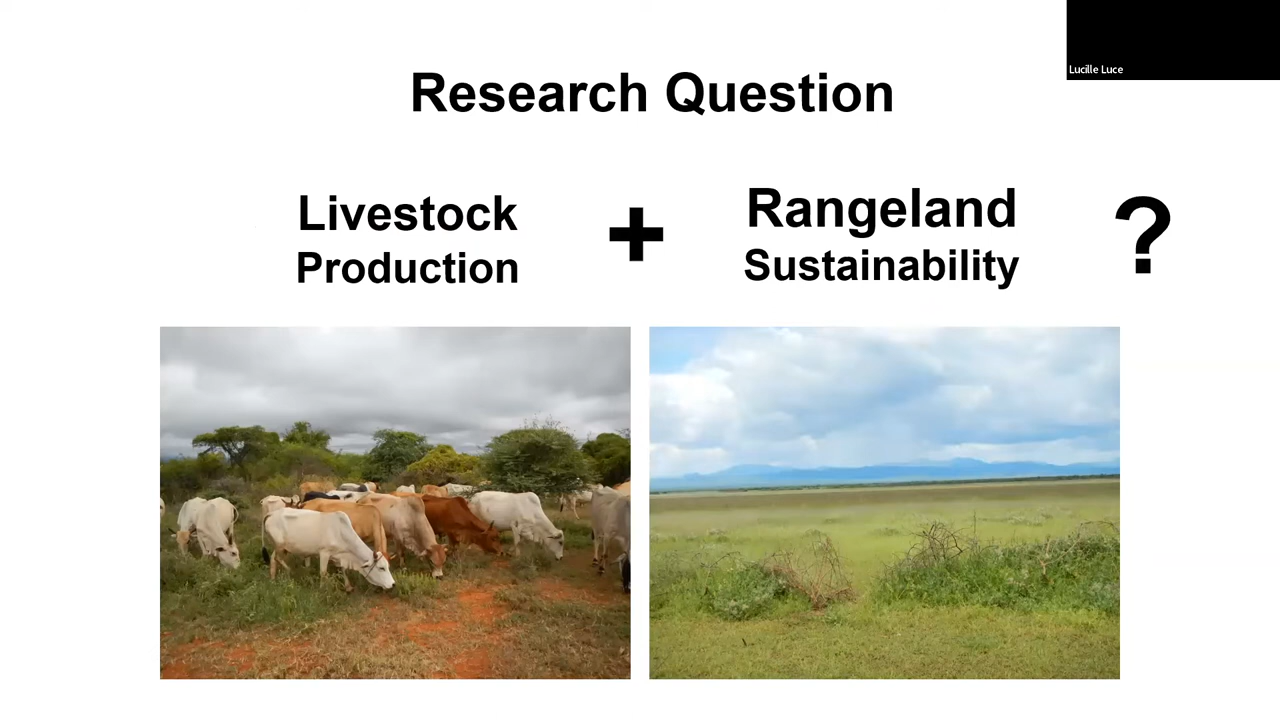 Lucille Luce
Research Question
Livestock
Production
+
Rangeland
Sustainability
?